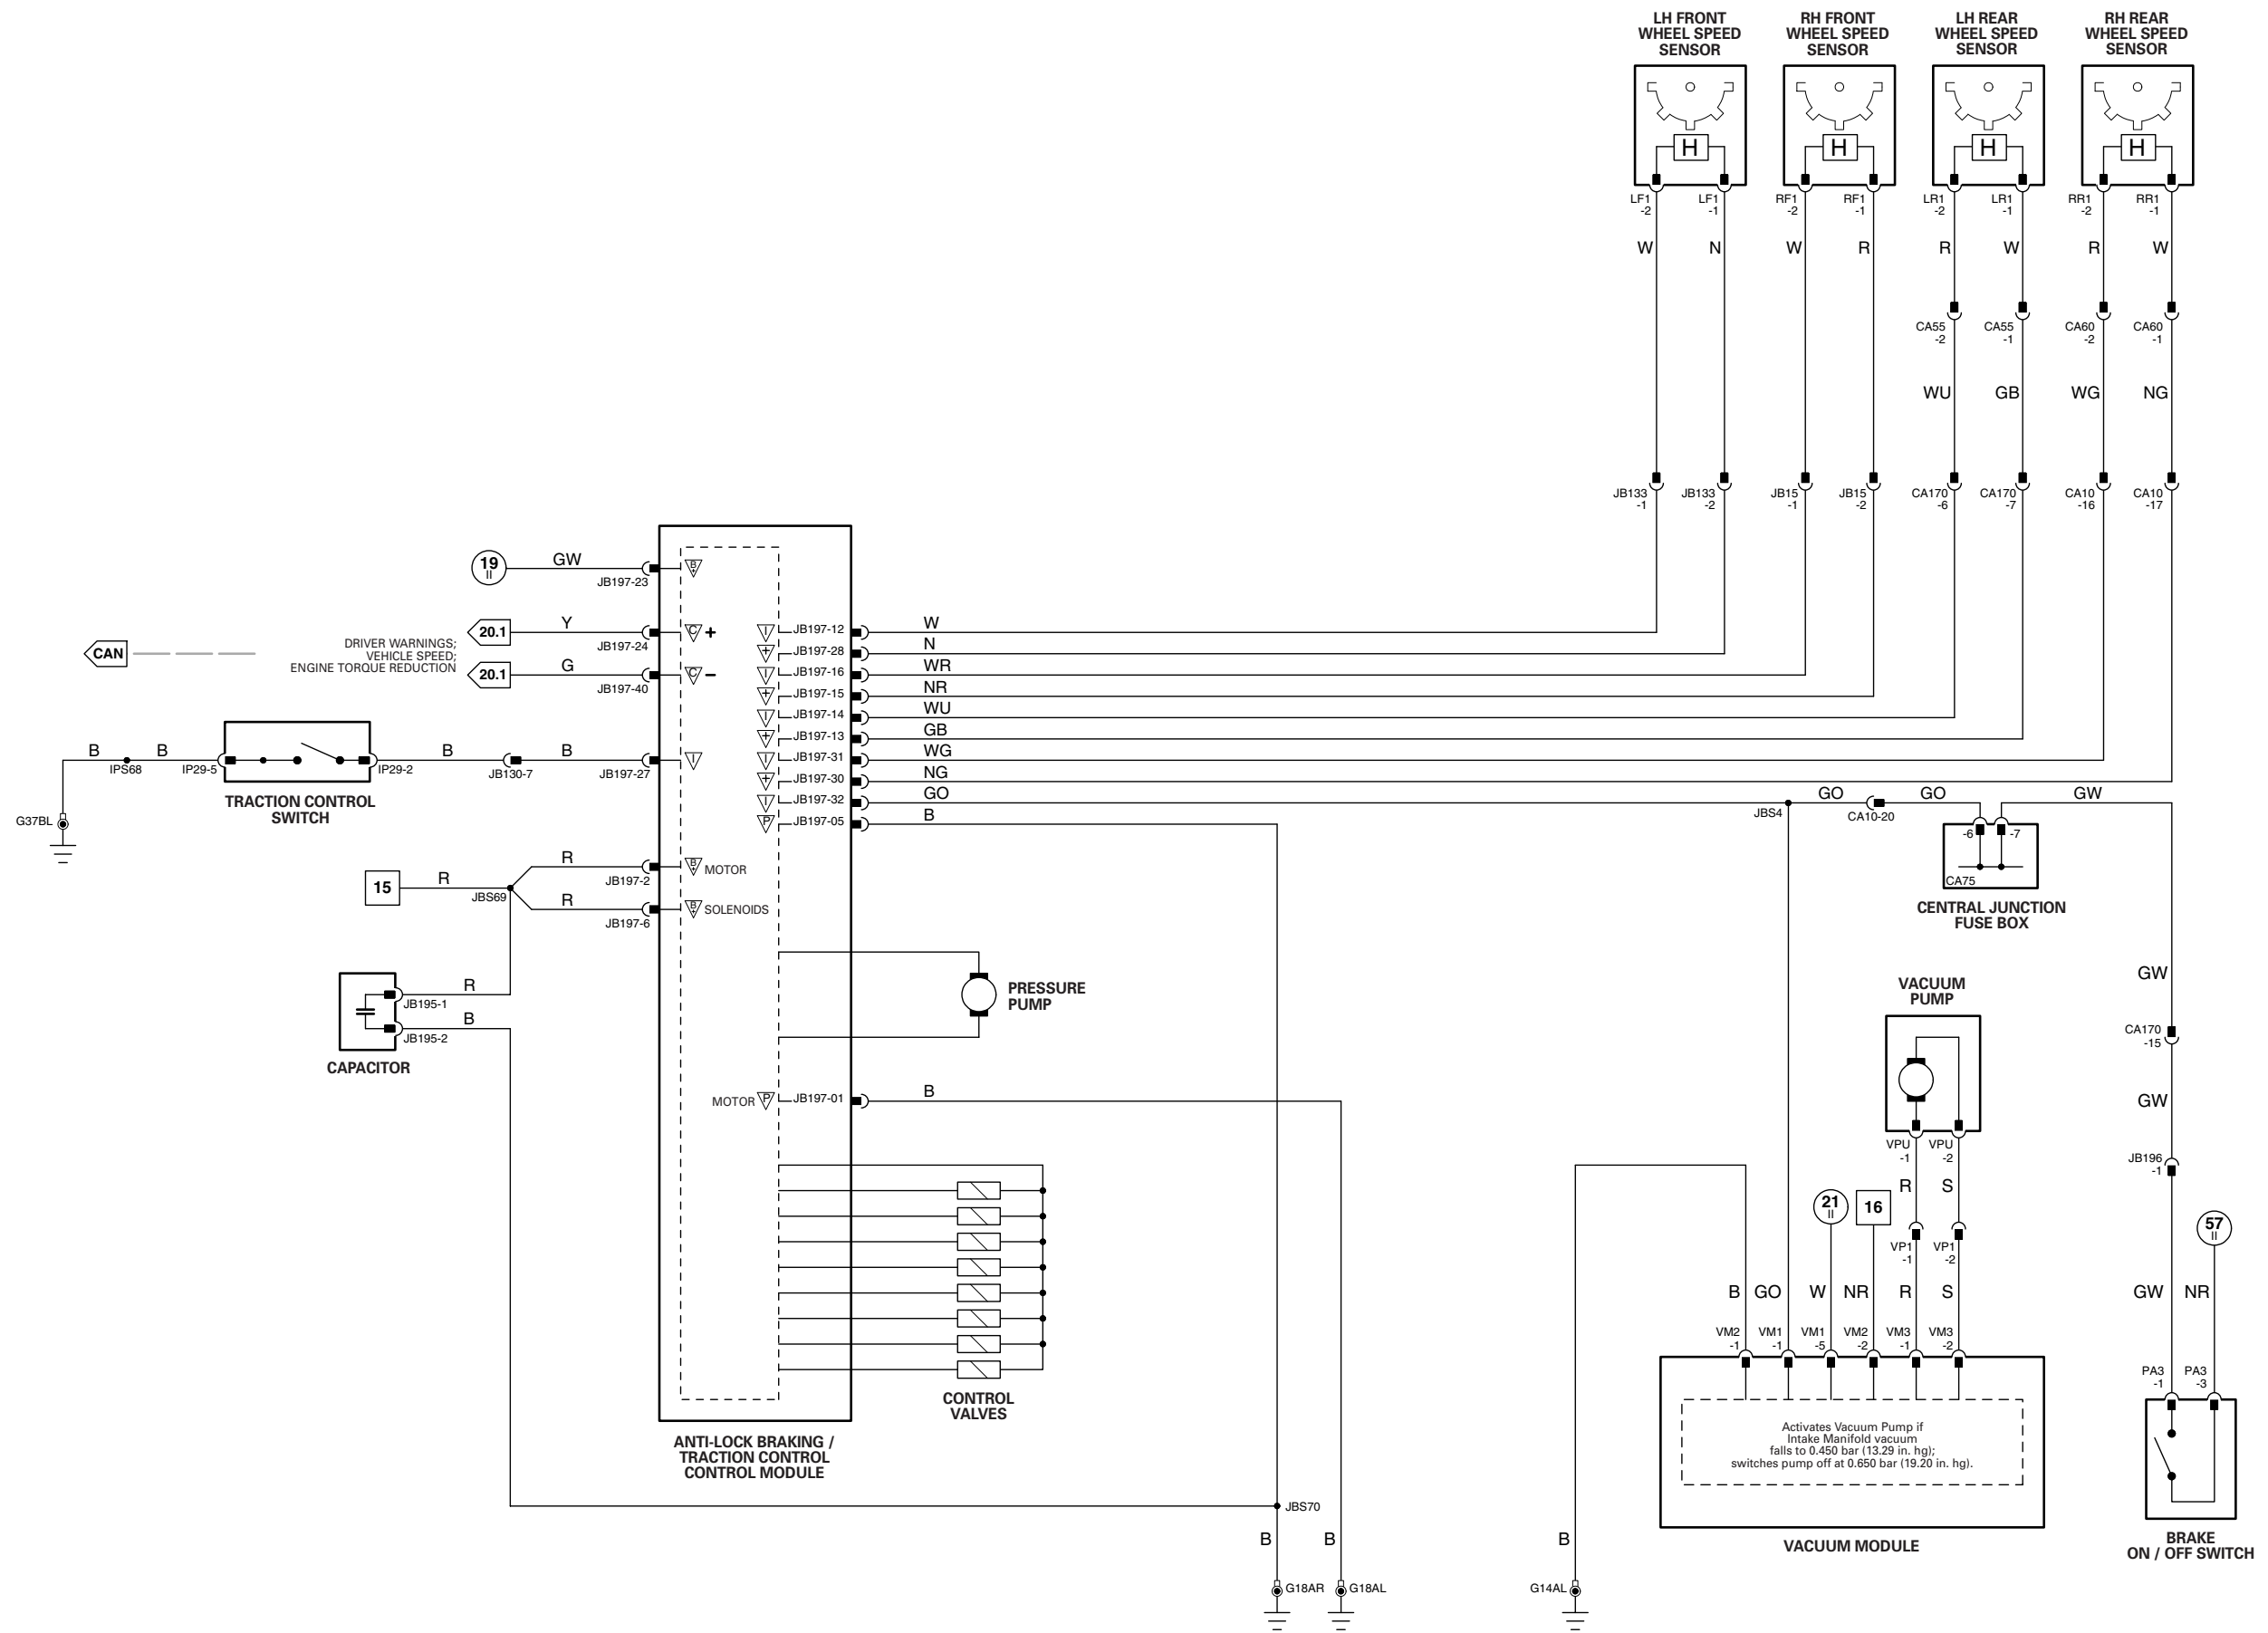 LH FRONT
WHEEL SPEED
SENSOR
RH FRONT
WHEEL SPEED
SENSOR
LH REAR
WHEEL SPEED
SENSOR
RH REAR
WHEEL SPEED
SENSOR
H
H
H
H
LF1
-2
LF1
-1
RF1
-2
RF1
-1
LR1
-2
LR1
-1
RR1
-2
RR1
-1
W
N
W
R
R
W
R
W
CA55
-2
CA55
-1
CA60
-2
CA60
-1
WU
GB
WG
NG
JB133
-1
JB133
-2
JB15
-1
JB15
-2
CA170
-6
CA170
-7
CA10
-16
CA10
-17
19
II
GW
JB197-23
B
+
20.1
Y
JB197-24
C
+
CAN
DRIVER WARNINGS;
VEHICLE SPEED;
ENGINE TORQUE REDUCTION
20.1
G
JB197-40
C
–
I
JB197-12
W
+
JB197-28
N
I
JB197-16
WR
+
JB197-15
NR
I
JB197-14
WU
+
JB197-13
GB
I
JB197-31
WG
+
JB197-30
NG
I
JB197-32
GO
P
JB197-05
B
B
IPS68
B
IP29-5
IP29-2
B
JB130-7
B
JB197-27
I
TRACTION CONTROL
SWITCH
G37BL
JBS4
GO
CA10-20
GO
GW
-6
-7
CA75
CENTRAL JUNCTION
FUSE BOX
15
R
JBS69
R
JB197-2
B
+
MOTOR
R
JB197-6
B
+
SOLENOIDS
R
JB195-1
B
JB195-2
CAPACITOR
PRESSURE
PUMP
MOTOR
P
JB197-01
B
CONTROL
VALVES
ANTI-LOCK BRAKING /
TRACTION CONTROL
CONTROL MODULE
JBS70
B
G18AR
B
G18AL
B
G14AL
VACUUM
PUMP
VPU
-1
VPU
-2
R
S
VP1
-1
VP1
-2
21
II
16
B
GO
W
NR
R
S
VM2
-1
VM1
-1
VM1
-5
VM2
-2
VM3
-1
VM3
-2
Activates Vacuum Pump if
Intake Manifold vacuum
falls to 0.450 bar (13.29 in. hg);
switches pump off at 0.650 bar (19.20 in. hg).
VACUUM MODULE
GW
CA170
-15
GW
JB196
-1
57
II
GW
NR
PA3
-1
PA3
-3
BRAKE
ON / OFF SWITCH